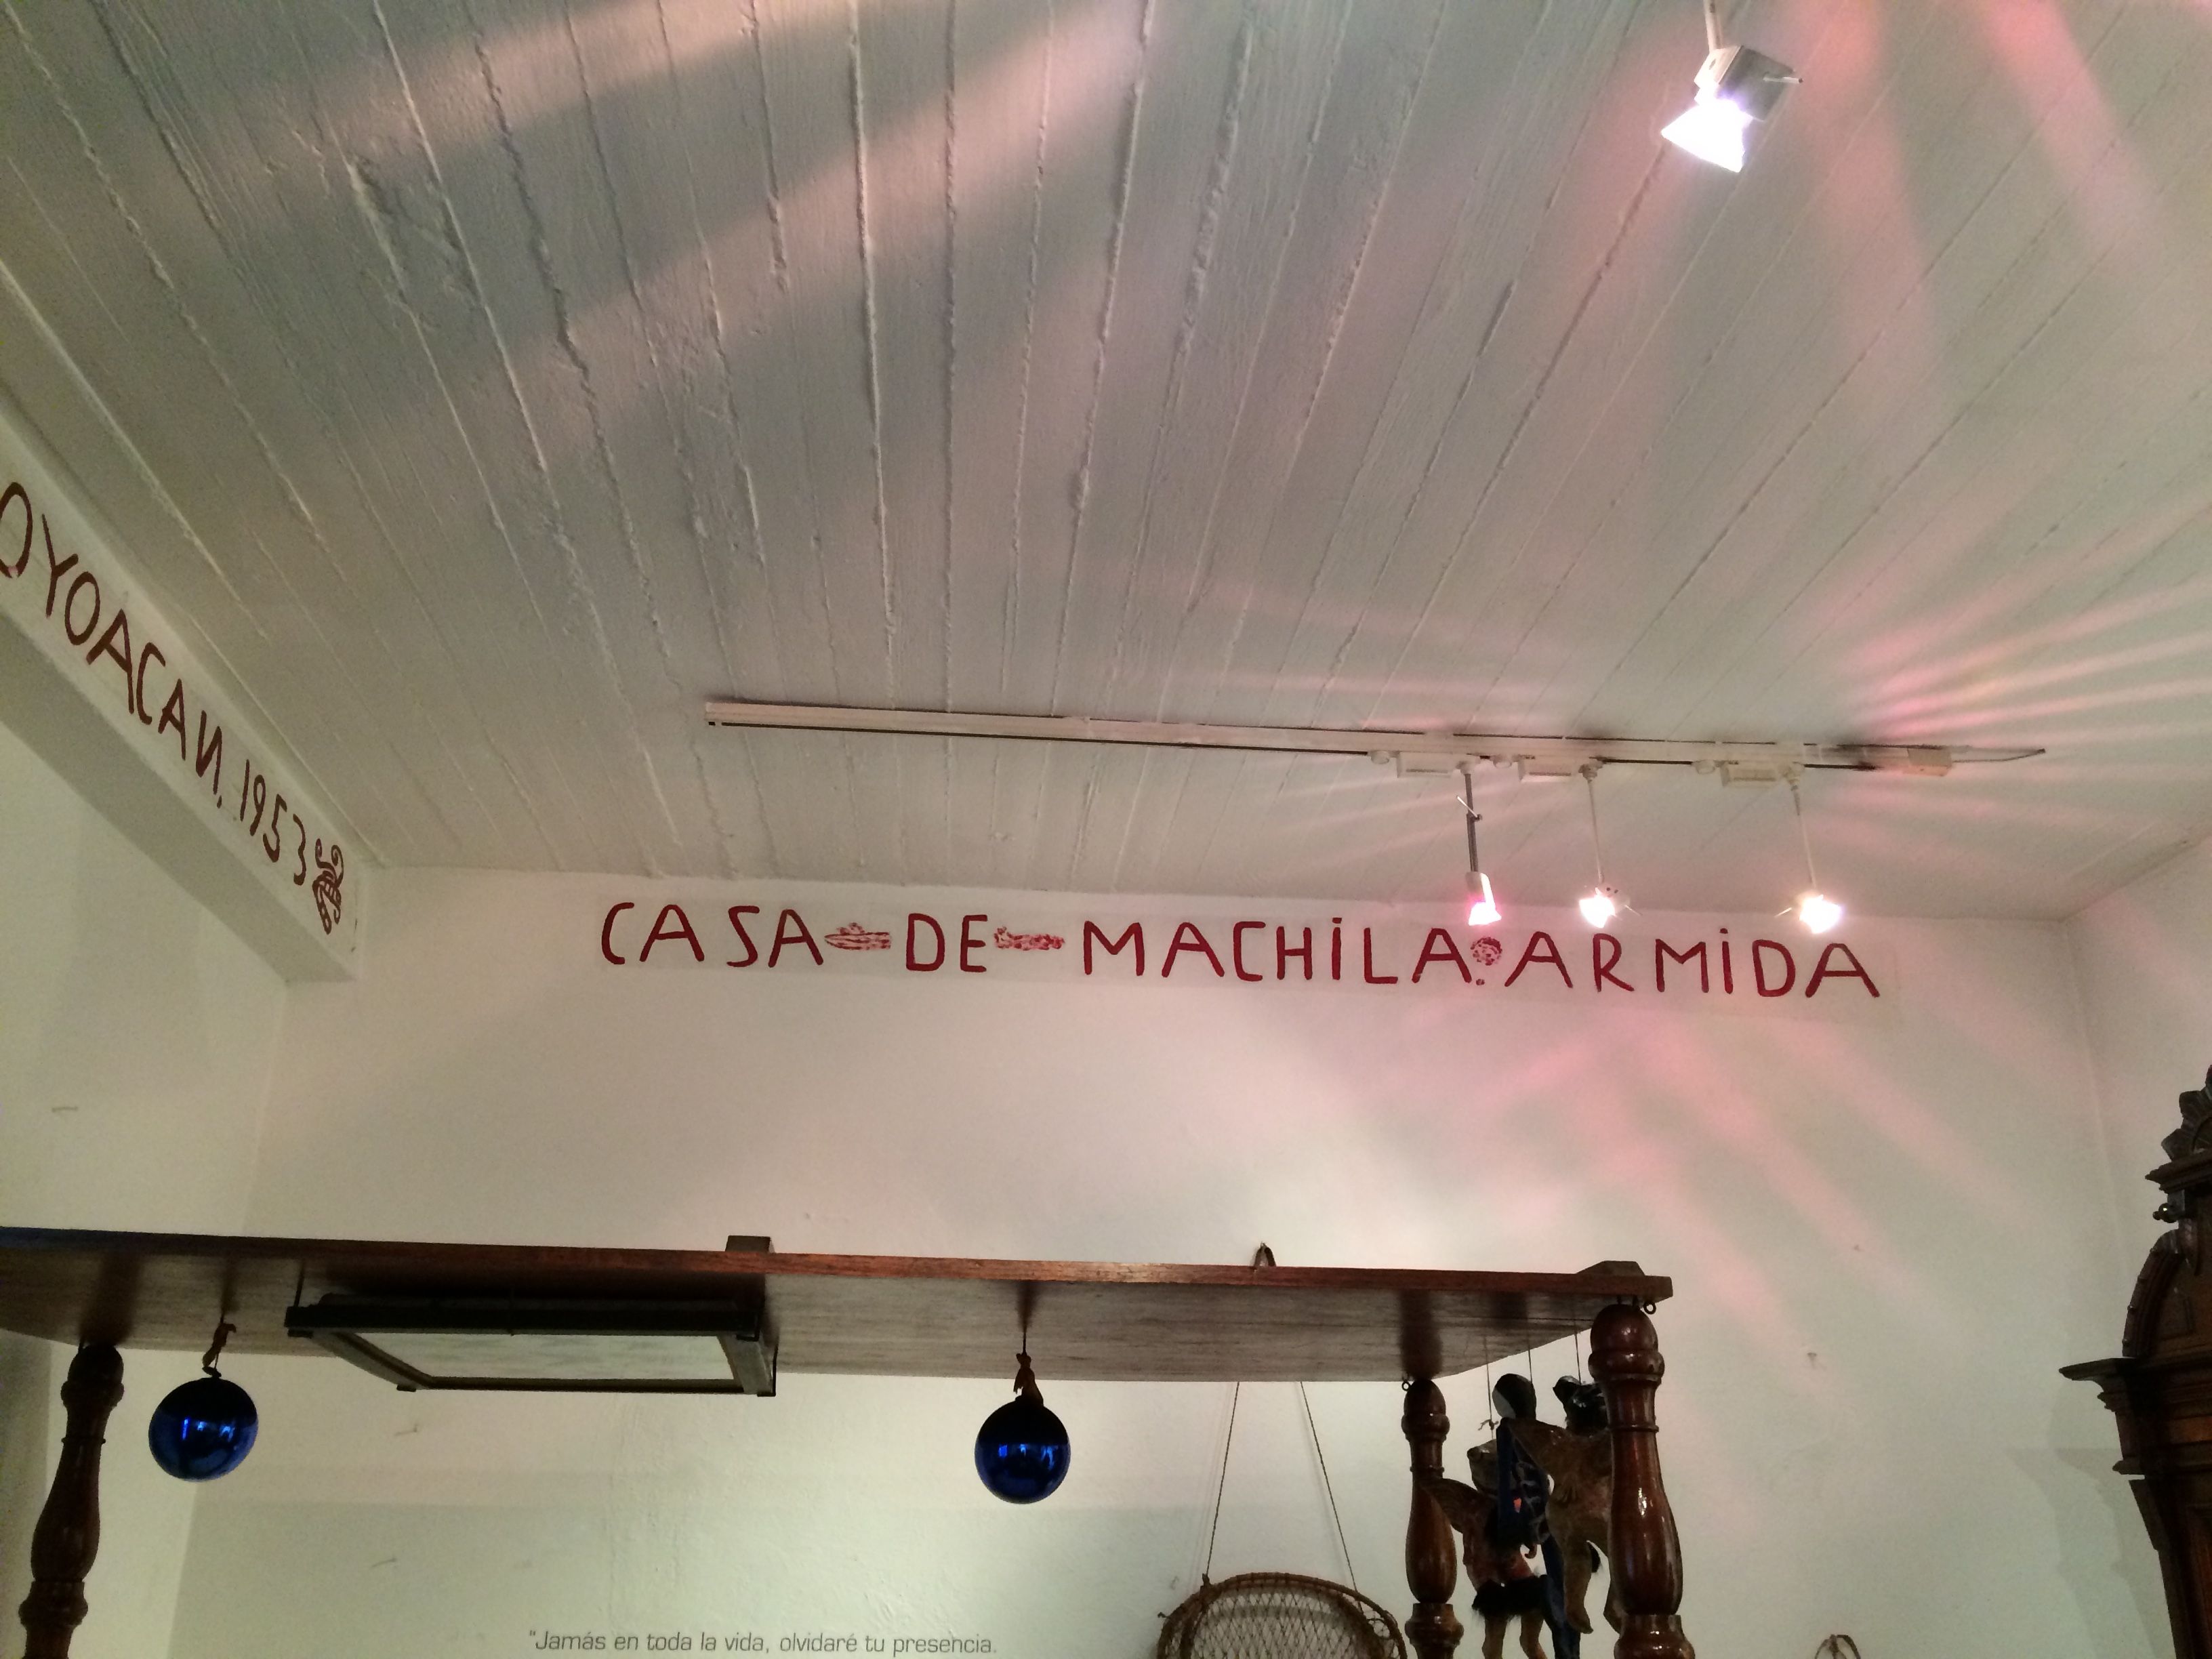 OYOACAN. 1953
CASA DE MACHiLA. ARMiDA
"Jamás en toda la vida, olvidaré tu presencia.